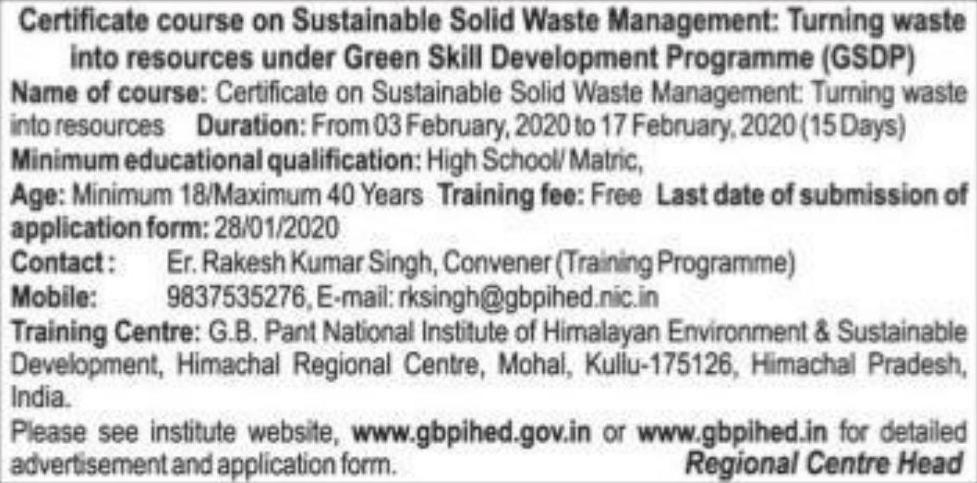 Certificate course on Sustainable Solid Waste Management: Turning waste
into resources under Green Skill Development Programme (GSDP)
Name of course: Certificate on Sustainable Solid Waste Management: Turning waste
into resources Duration: From 03 February, 2020 to 17 February, 2020 (15 Days)
Minimum educational qualification: High School/ Matric,
Age: Minimum 18/Maximum 40 Years Training fee: Free Last date of submission of
application form: 28/01/2020
Contact : Er. Rakesh Kumar Singh, Convener (Training Programme)
Mobile: 9837535276, E-mail: rksingh@gbpihed.nic.in
Training Centre: G.B. Pant National Institute of Himalayan Environment & Sustainable
Development, Himachal Regional Centre, Mohal, Kullu-175126, Himachal Pradesh,
India.
Please see institute website, www.gbpihed.gov.in or www.gbpihed.in for detailed
advertisement and application form. Regional Centre Head